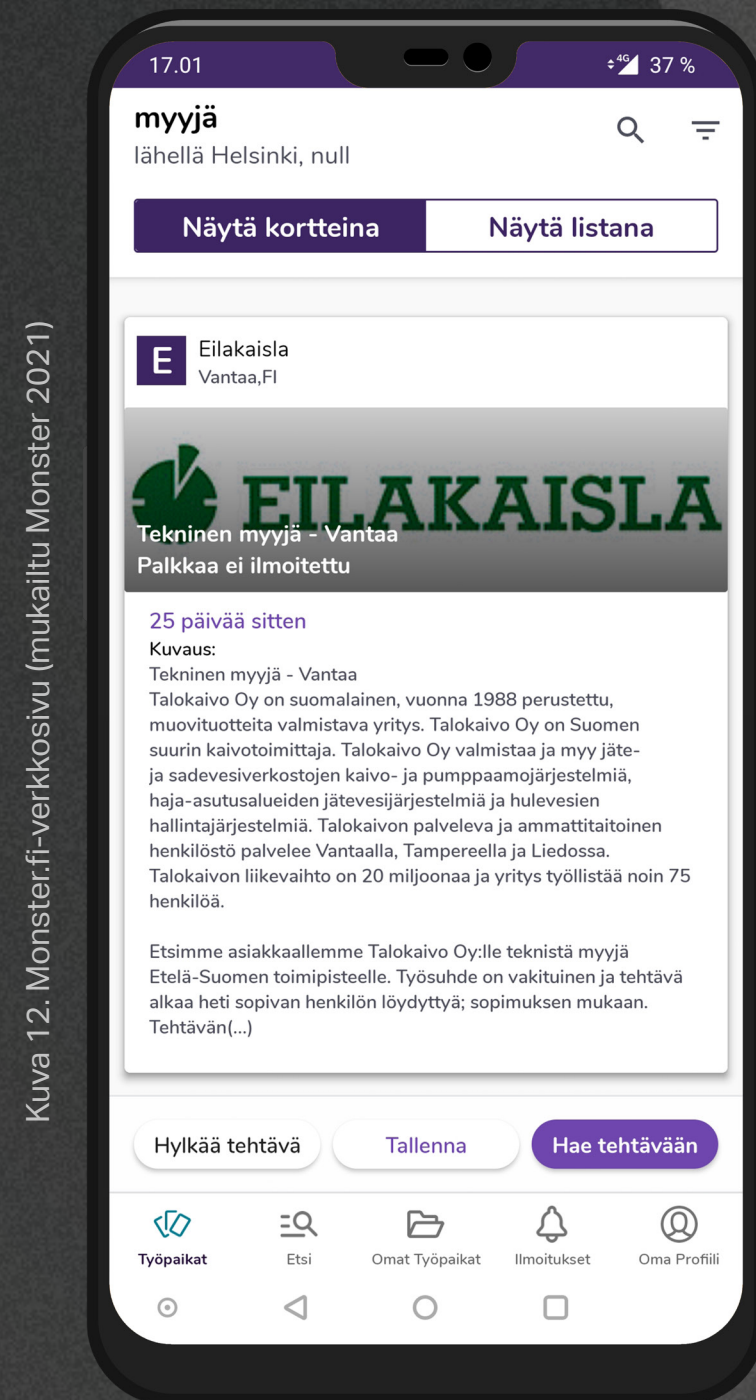 Kuva 12. Monster.fi-verkkosivu (mukailtu Monster 2021)
17.01
4G 37 %
myyjä
lähellä Helsinki, null
Näytä kortteina Näytä listana
E Eilakaisla
Vantaa,FI
EILAKAISLA
Tekninen myyjä - Vantaa
Palkkaa ei ilmoitettu
25 päivää sitten
Kuvaus:
Tekninen myyjä - Vantaa
Talokaivo Oy on suomalainen, vuonna 1988 perustettu,
muovituotteita valmistava yritys. Talokaivo Oy on Suomen
suurin kaivotoimittaja. Talokaivo Oy valmistaa ja myy jäte-
ja sadevesiverkostojen kaivo- ja pumppaamojärjestelmiä,
haja-asutusalueiden jätevesijärjestelmiä ja hulevesien
hallintajärjestelmiä. Talokaivon palveleva ja ammattitaitoinen
henkilöstö palvelee Vantaalla, Tampereella ja Liedossa.
Talokaivon liikevaihto on 20 miljoonaa ja yritys työllistää noin 75
henkilöä.
Etsimme asiakkaallemme Talokaivo Oy:lle teknistä myyjä
Etelä-Suomen toimipisteelle. Työsuhde on vakituinen ja tehtävä
alkaa heti sopivan henkilön löydyttyä; sopimuksen mukaan.
Tehtävän(...)
Hylkää tehtävä Tallenna Hae tehtävään
Työpaikat Etsi Omat Työpaikat Ilmoitukset Oma Profiili